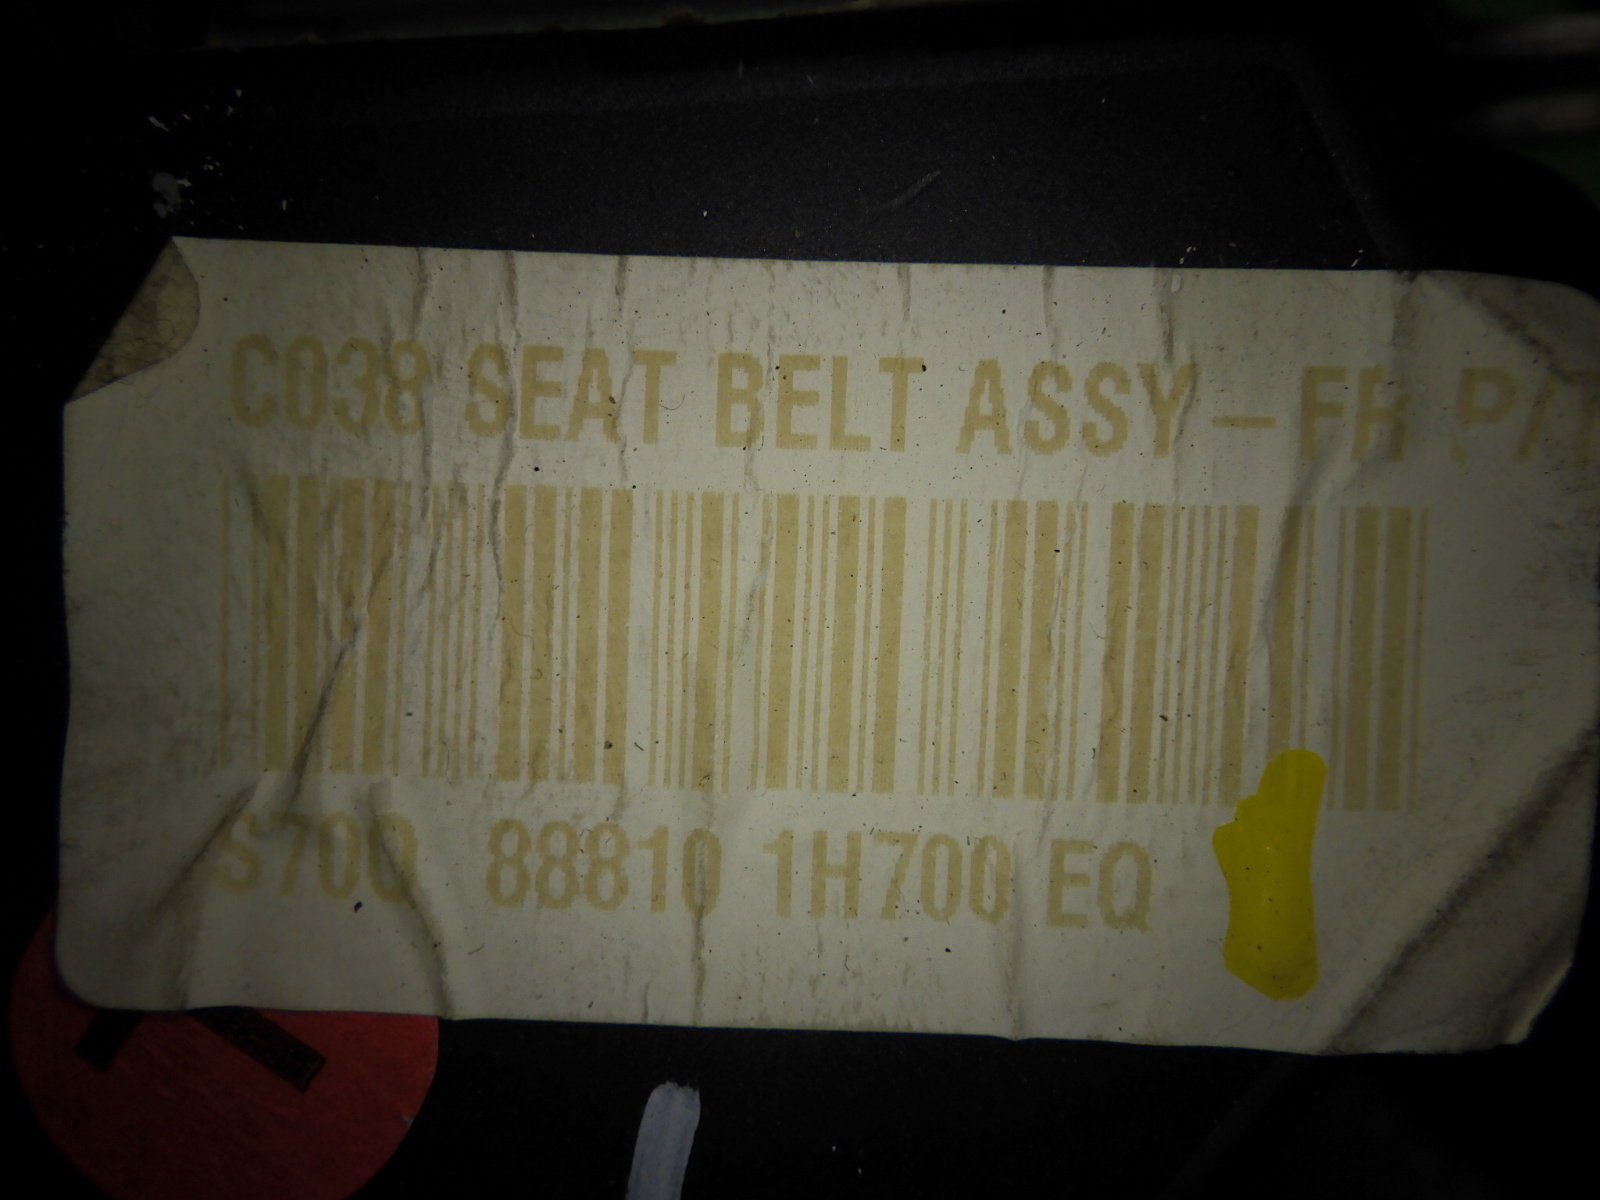 C038 SEAT BELT ASSY-FR P/
S700 88810 1H700 EQ